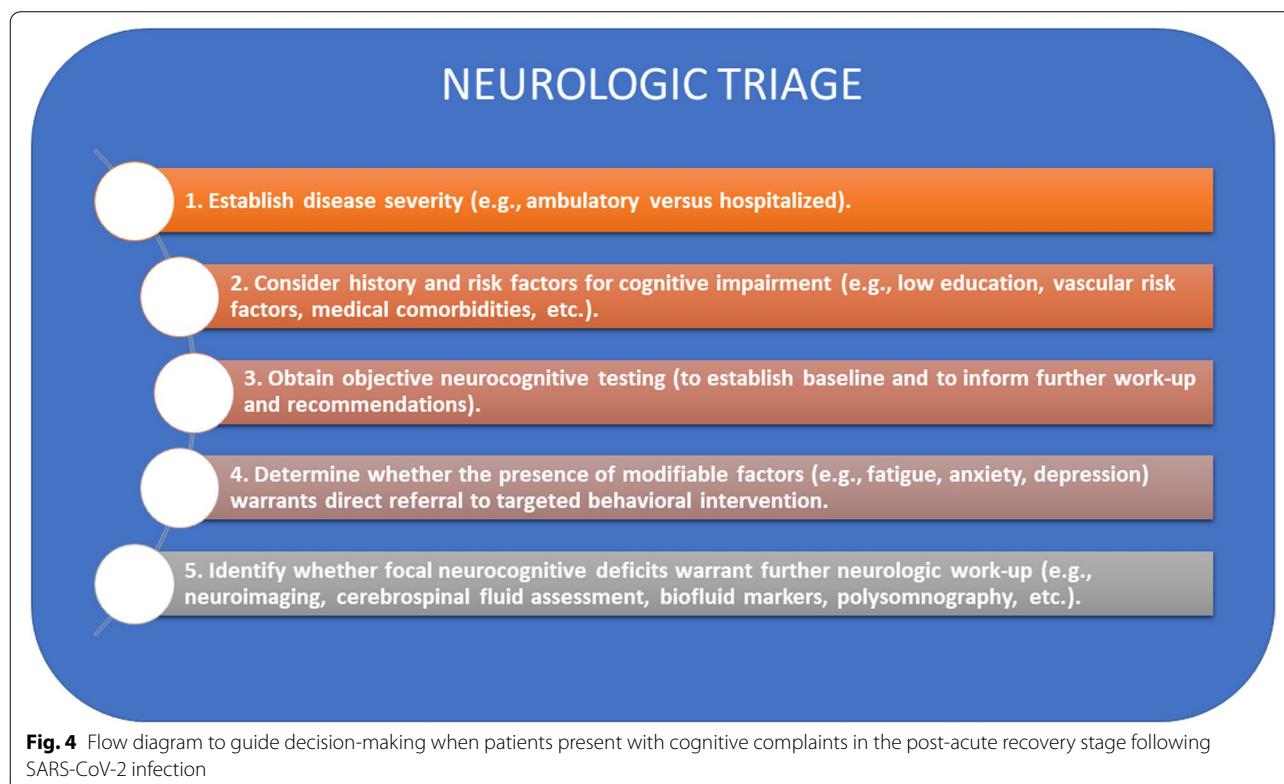 NEUROLOGIC TRIAGE
1. Establish disease severity (e.g., ambulatory versus hospitalized).
2. Consider history and risk factors for cognitive impairment (e.g., low education, vascular risk
factors, medical comorbidities, etc.).
3. Obtain objective neurocognitive testing (to establish baseline and to inform further work-up
and recommendations).
4. Determine whether the presence of modifiable factors (e.g., fatigue, anxiety, depression)
warrants direct referral to targeted behavioral intervention.
5. Identify whether focal neurocognitive deficits warrant further neurologic work-up (e.g.,
neuroimaging, cerebrospinal fluid assessment, biofluid markers, polysomnography, etc.).
Fig. 4 Flow diagram to guide decision-making when patients present with cognitive complaints in the post-acute recovery stage following
SARS-CoV-2 infection